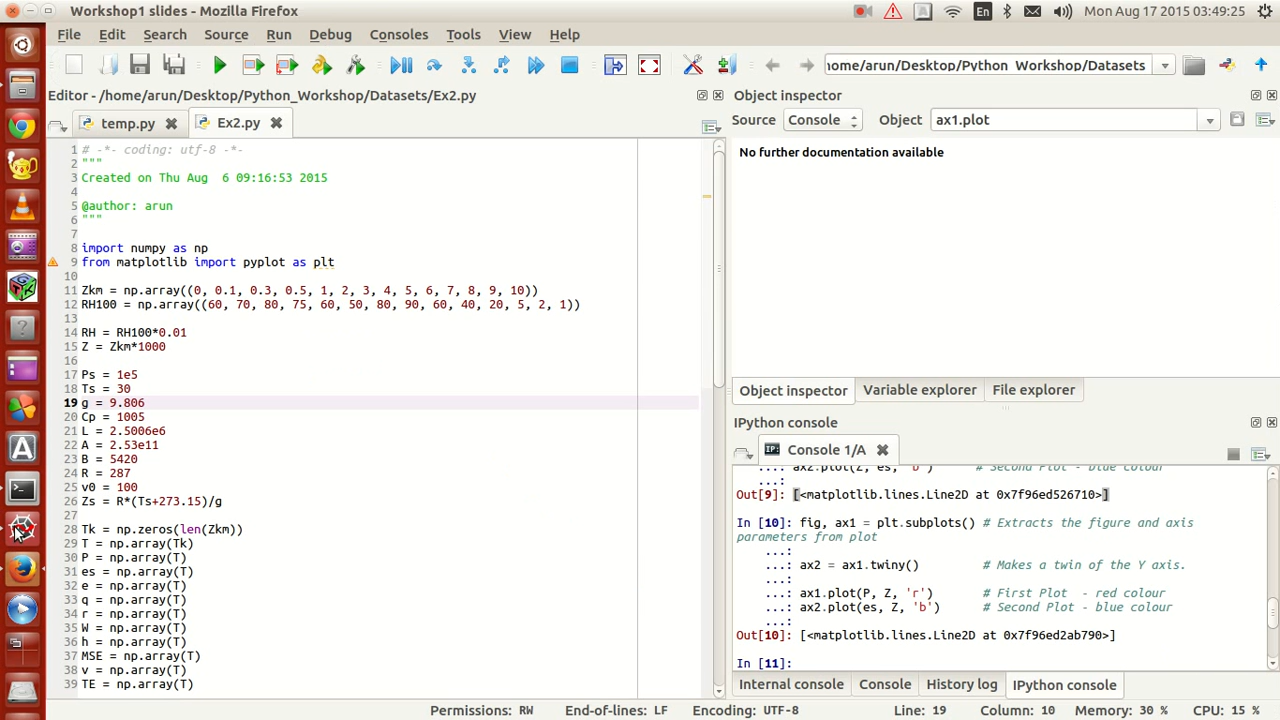 Workshop1 slides - Mozilla Firefox
En
Mon Aug 17 2015 03:49:25
File Edit Search Source Run Debug Consoles Tools View Help
home/arun/Desktop/Python_Workshop/Datasets
Editor - /home/arun/Desktop/Python_Workshop/Datasets/Ex2.py
temp.py
Ex2.py
1 # -*- coding: utf-8 -*-
2 """
3 Created on Thu Aug  6 09:16:53 2015
4
5 @author: arun
6 """
7
8 import numpy as np
9 from matplotlib import pyplot as plt
10
11 Zkm = np.array((0, 0.1, 0.3, 0.5, 1, 2, 3, 4, 5, 6, 7, 8, 9, 10))
12 RH100 = np.array((60, 70, 80, 75, 60, 50, 80, 90, 60, 40, 20, 5, 2, 1))
13
14 RH = RH100*0.01
15 Z = Zkm*1000
16
17 Ps = 1e5
18 Ts = 30
19 g = 9.806
20 Cp = 1005
21 L = 2.5006e6
22 A = 2.53e11
23 B = 5420
24 R = 287
25 v0 = 100
26 Zs = R*(Ts+273.15)/g
27
28 Tk = np.zeros(len(Zkm))
29 T = np.array(Tk)
30 P = np.array(T)
31 es = np.array(T)
32 e = np.array(T)
33 q = np.array(T)
34 r = np.array(T)
35 W = np.array(T)
36 h = np.array(T)
37 MSE = np.array(T)
38 v = np.array(T)
39 TE = np.array(T)
Object inspector
Source Console Object ax1.plot
No further documentation available
Object inspector Variable explorer File explorer
IPython console
Console 1/A
...: ax2.plot(Z, es, 'b') # Second Plot - blue colour
...:
Out[9]: [<matplotlib.lines.Line2D at 0x7f96ed526710>]
In [10]: fig, ax1 = plt.subplots() # Extracts the figure and axis
parameters from plot
...:
...: ax2 = ax1.twiny() # Makes a twin of the Y axis.
...:
...: ax1.plot(P, Z, 'r') # First Plot - red colour
...: ax2.plot(es, Z, 'b') # Second Plot - blue colour
...:
Out[10]: [<matplotlib.lines.Line2D at 0x7f96ed2ab790>]
In [11]:
Internal console Console History log IPython console
Permissions: RW End-of-lines: LF Encoding: UTF-8 Line: 19 Column: 10 Memory: 30 % CPU: 15 %